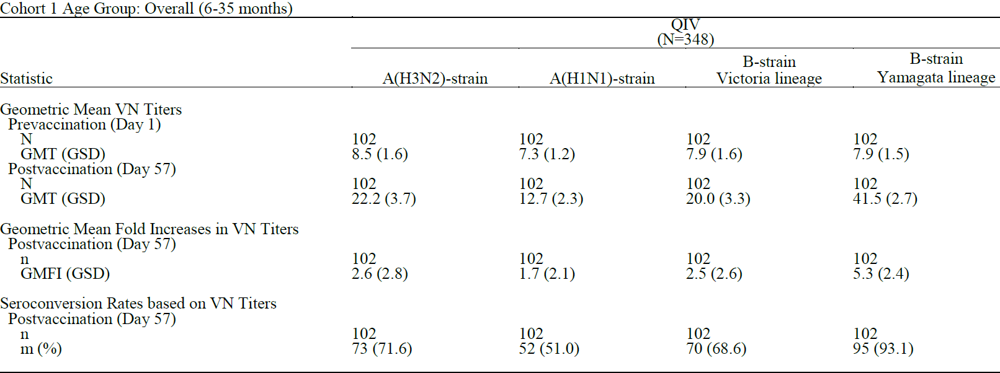 Cohort 1 Age Group: Overall (6-35 months)
QIV
(N=348)
B-strain B-strain
Statistic A(H3N2)-strain A(H1N1)-strain Victoria lineage Yamagata lineage
Geometric Mean VN Titers
Prevaccination (Day 1)
N 102 102 102 102
GMT (GSD) 8.5 (1.6) 7.3 (1.2) 7.9 (1.6) 7.9 (1.5)
Postvaccination (Day 57)
N 102 102 102 102
GMT (GSD) 22.2 (3.7) 12.7 (2.3) 20.0 (3.3) 41.5 (2.7)
Geometric Mean Fold Increases in VN Titers
Postvaccination (Day 57)
n 102 102 102 102
GMFI (GSD) 2.6 (2.8) 1.7 (2.1) 2.5 (2.6) 5.3 (2.4)
Seroconversion Rates based on VN Titers
Postvaccination (Day 57)
n 102 102 102 102
m (%) 73 (71.6) 52 (51.0) 70 (68.6) 95 (93.1)